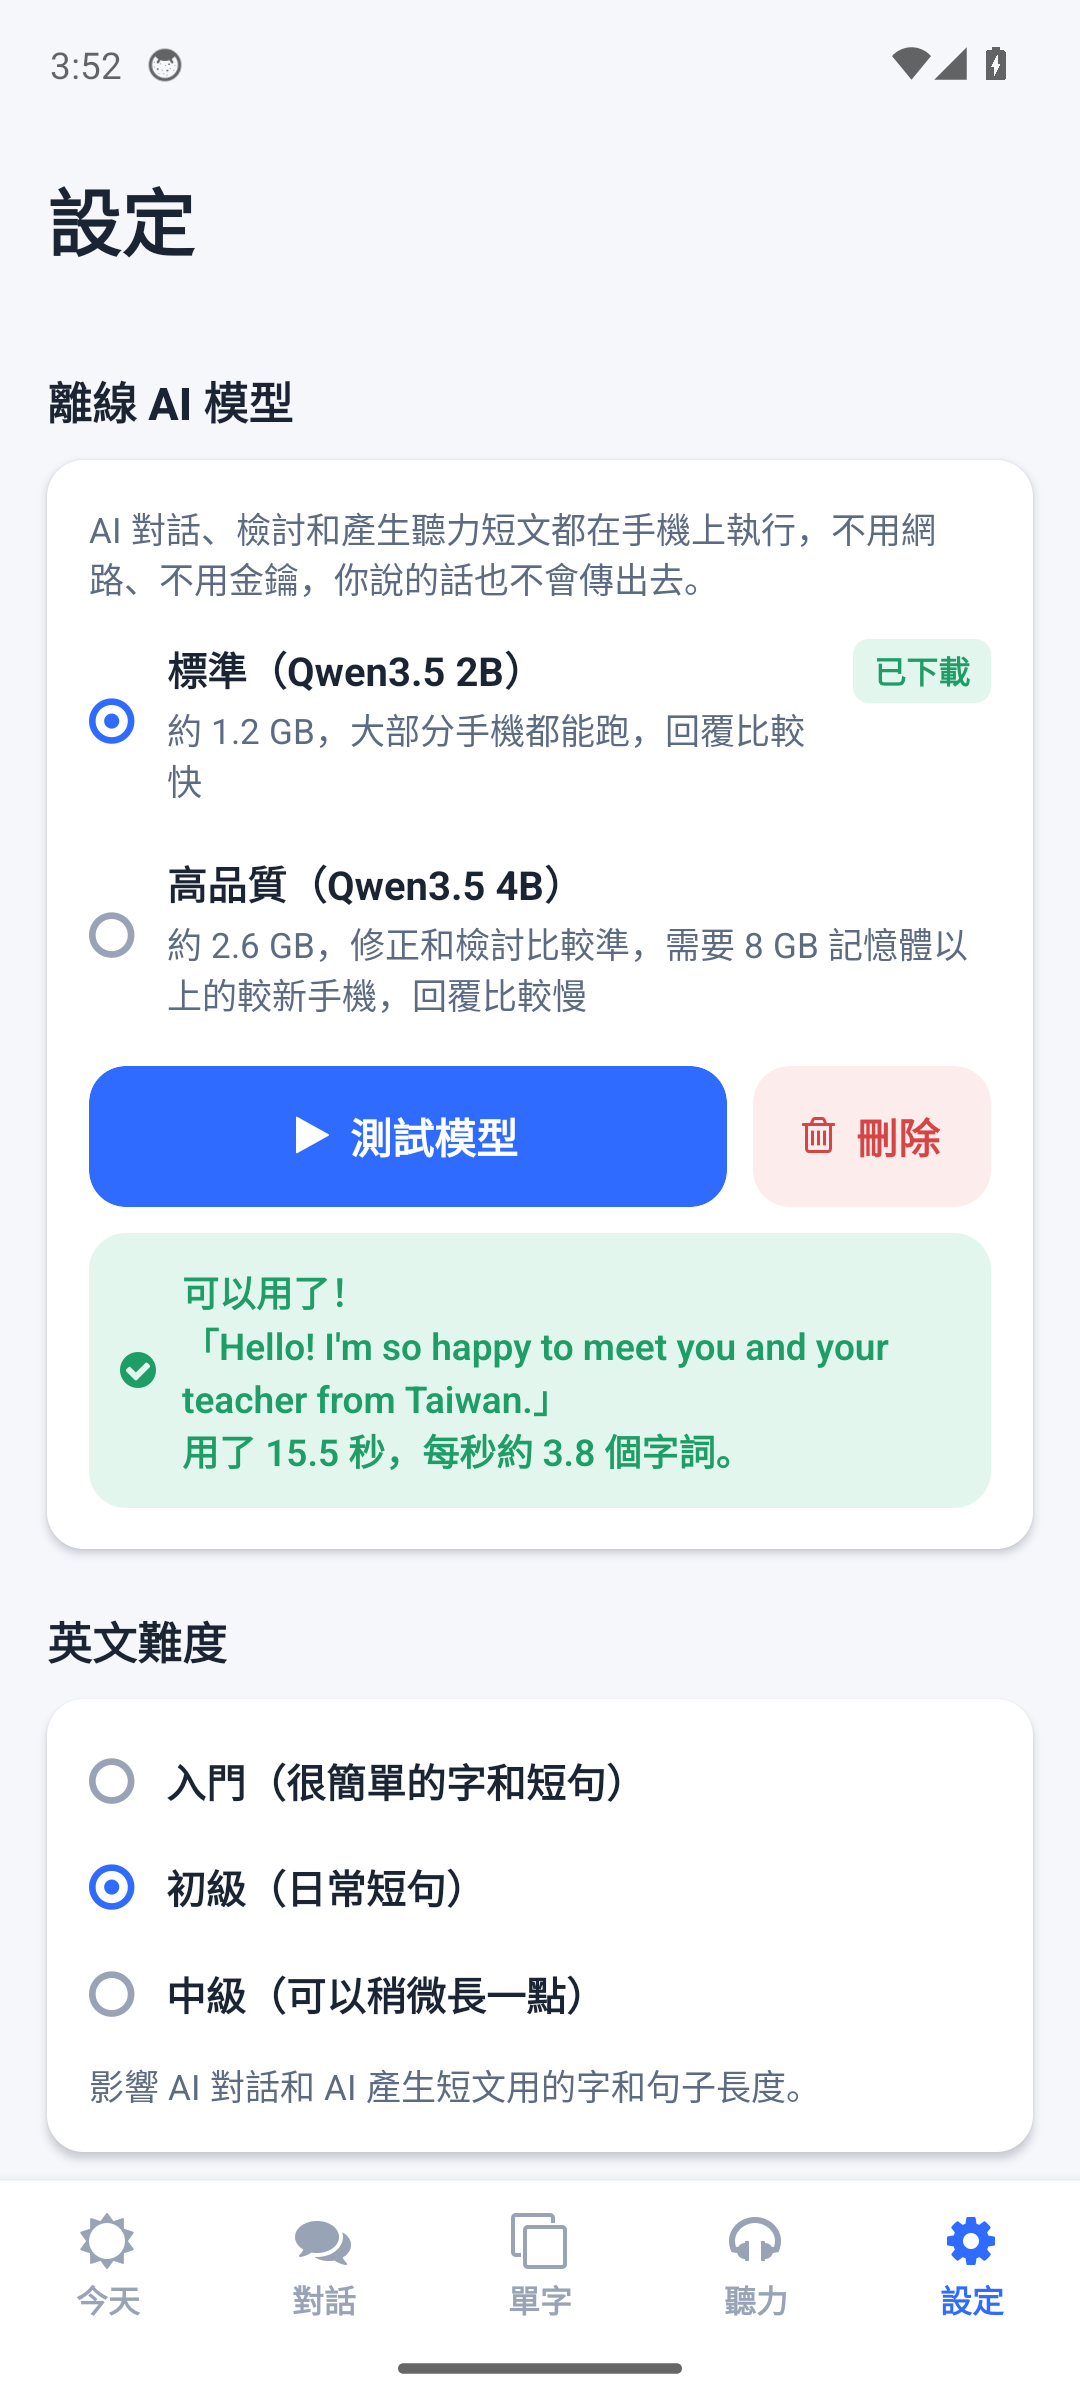 3:52
設定
離線 AI 模型
AI 對話、檢討和產生聽力短文都在手機上執行，不用網
路、不用金鑰，你說的話也不會傳出去。
標準（Qwen3.5 2B）
已下載
約 1.2 GB，大部分手機都能跑，回覆比較
快
高品質（Qwen3.5 4B）
約 2.6 GB，修正和檢討比較準，需要 8 GB 記憶體以
上的較新手機，回覆比較慢
測試模型
刪除
可以用了！
「Hello! I'm so happy to meet you and your
teacher from Taiwan.」
用了 15.5 秒，每秒約 3.8 個字詞。
英文難度
入門（很簡單的字和短句）
初級（日常短句）
中級（可以稍微長一點）
影響 AI 對話和 AI 產生短文用的字和句子長度。
今天
對話
單字
聽力
設定